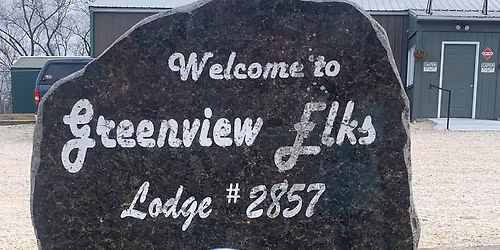 Welcome to
Greenview Elks
Lodge # 2857